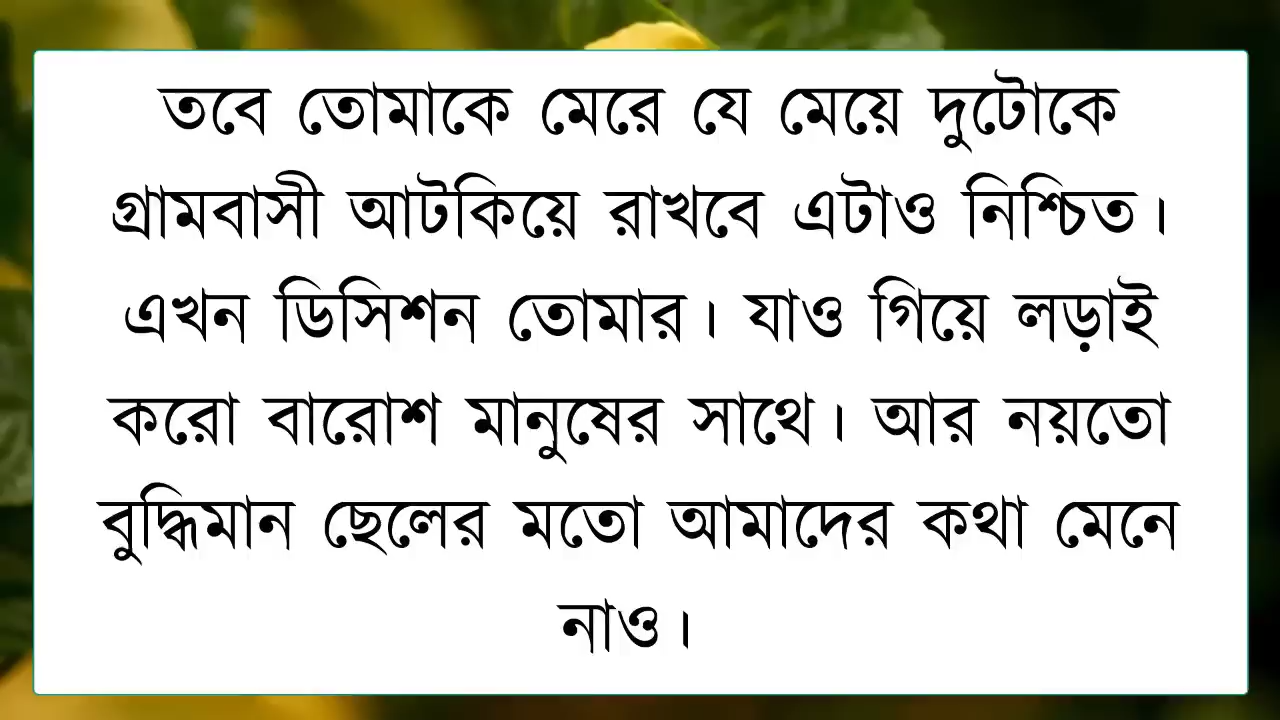 তবে তোমাকে মেরে যে মেয়ে দুটোকে
গ্রামবাসী আটকিয়ে রাখবে এটাও নিশ্চিত।
এখন ডিসিশন তোমার। যাও গিয়ে লড়াই
করো বারোশ মানুষের সাথে। আর নয়তো
বুদ্ধিমান ছেলের মতো আমাদের কথা মেনে
নাও।